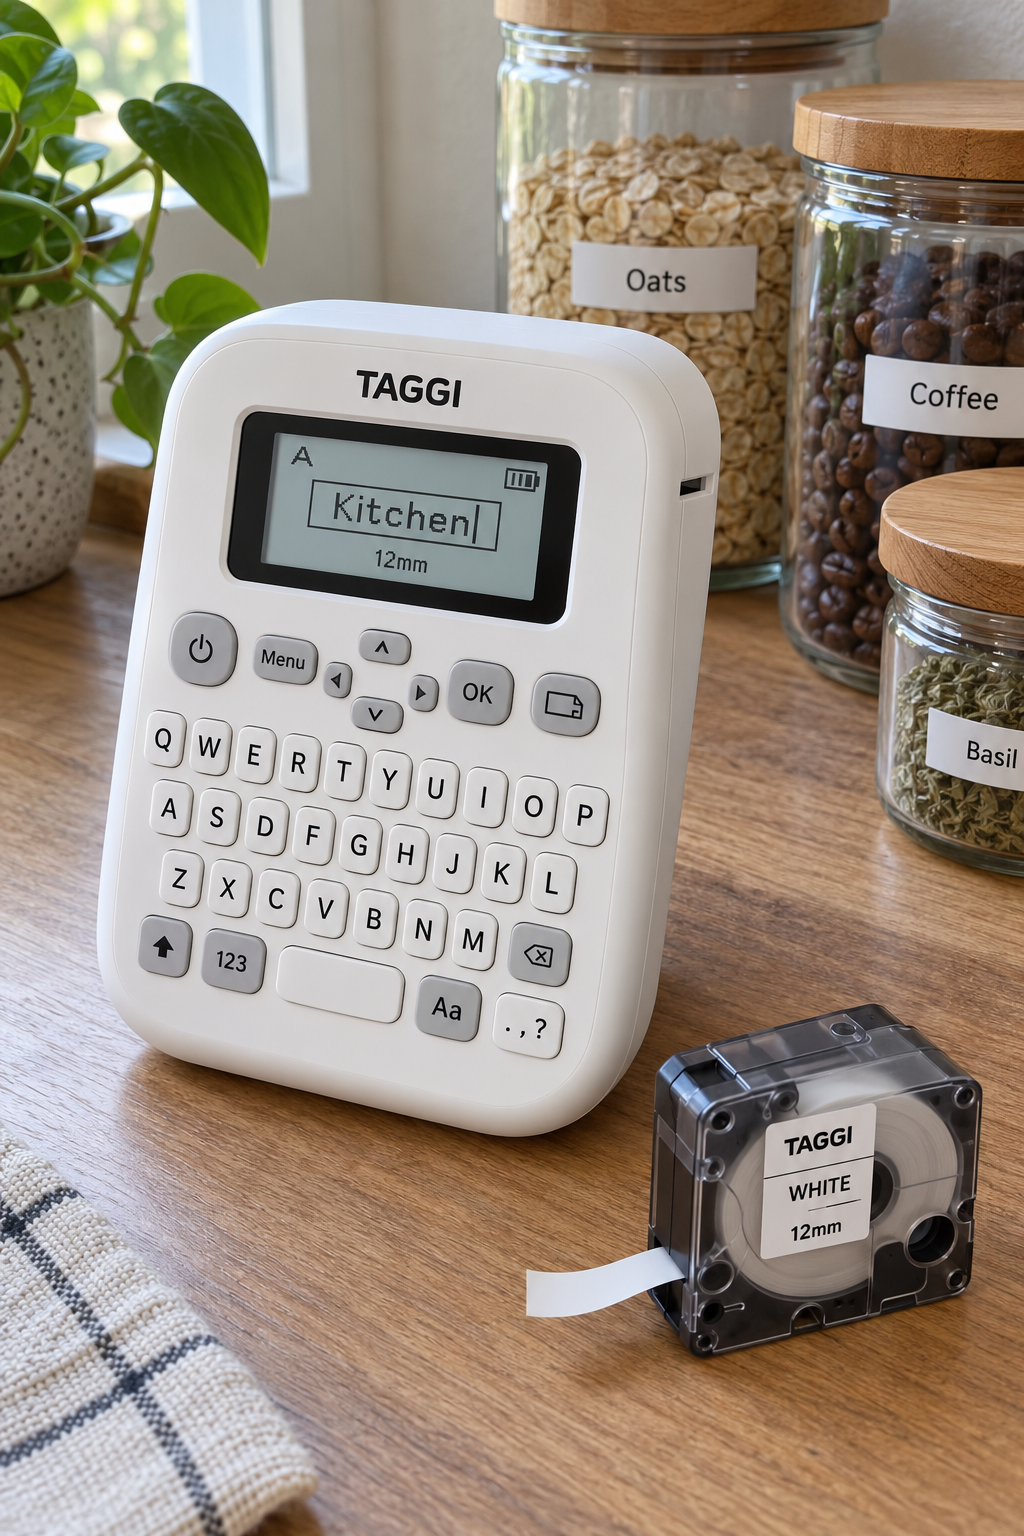 Oats
Coffee
Basil
TAGGI
A
Kitchen
12mm
Menu
OK
Q W E R T Y U I O P
A S D F G H J K L
Z X C V B N M
123
Aa
. , ?
TAGGI
WHITE
12mm